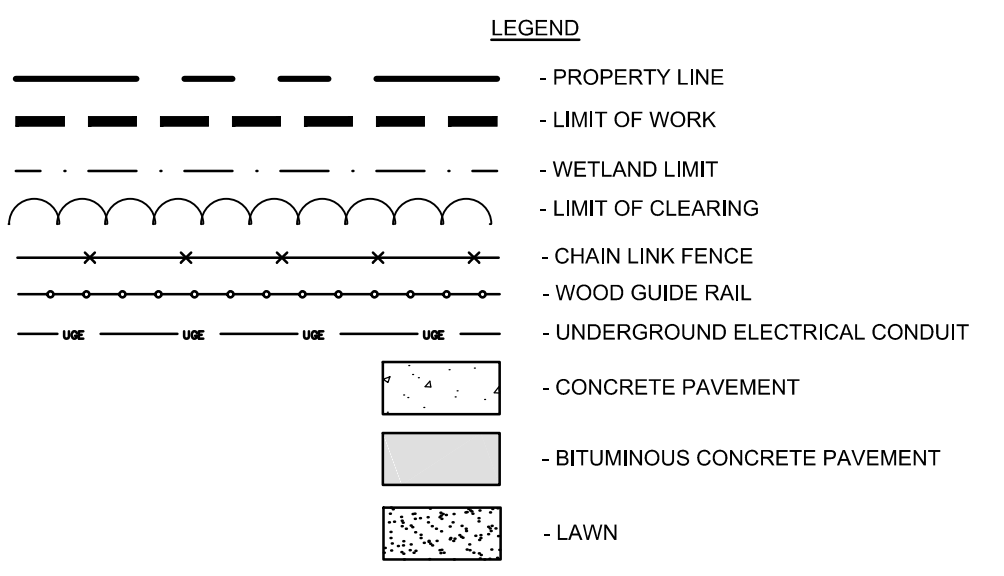 LEGEND
- PROPERTY LINE
- LIMIT OF WORK
- WETLAND LIMIT
- LIMIT OF CLEARING
- CHAIN LINK FENCE
- WOOD GUIDE RAIL
UGE UGE UGE UGE - UNDERGROUND ELECTRICAL CONDUIT
- CONCRETE PAVEMENT
- BITUMINOUS CONCRETE PAVEMENT
- LAWN